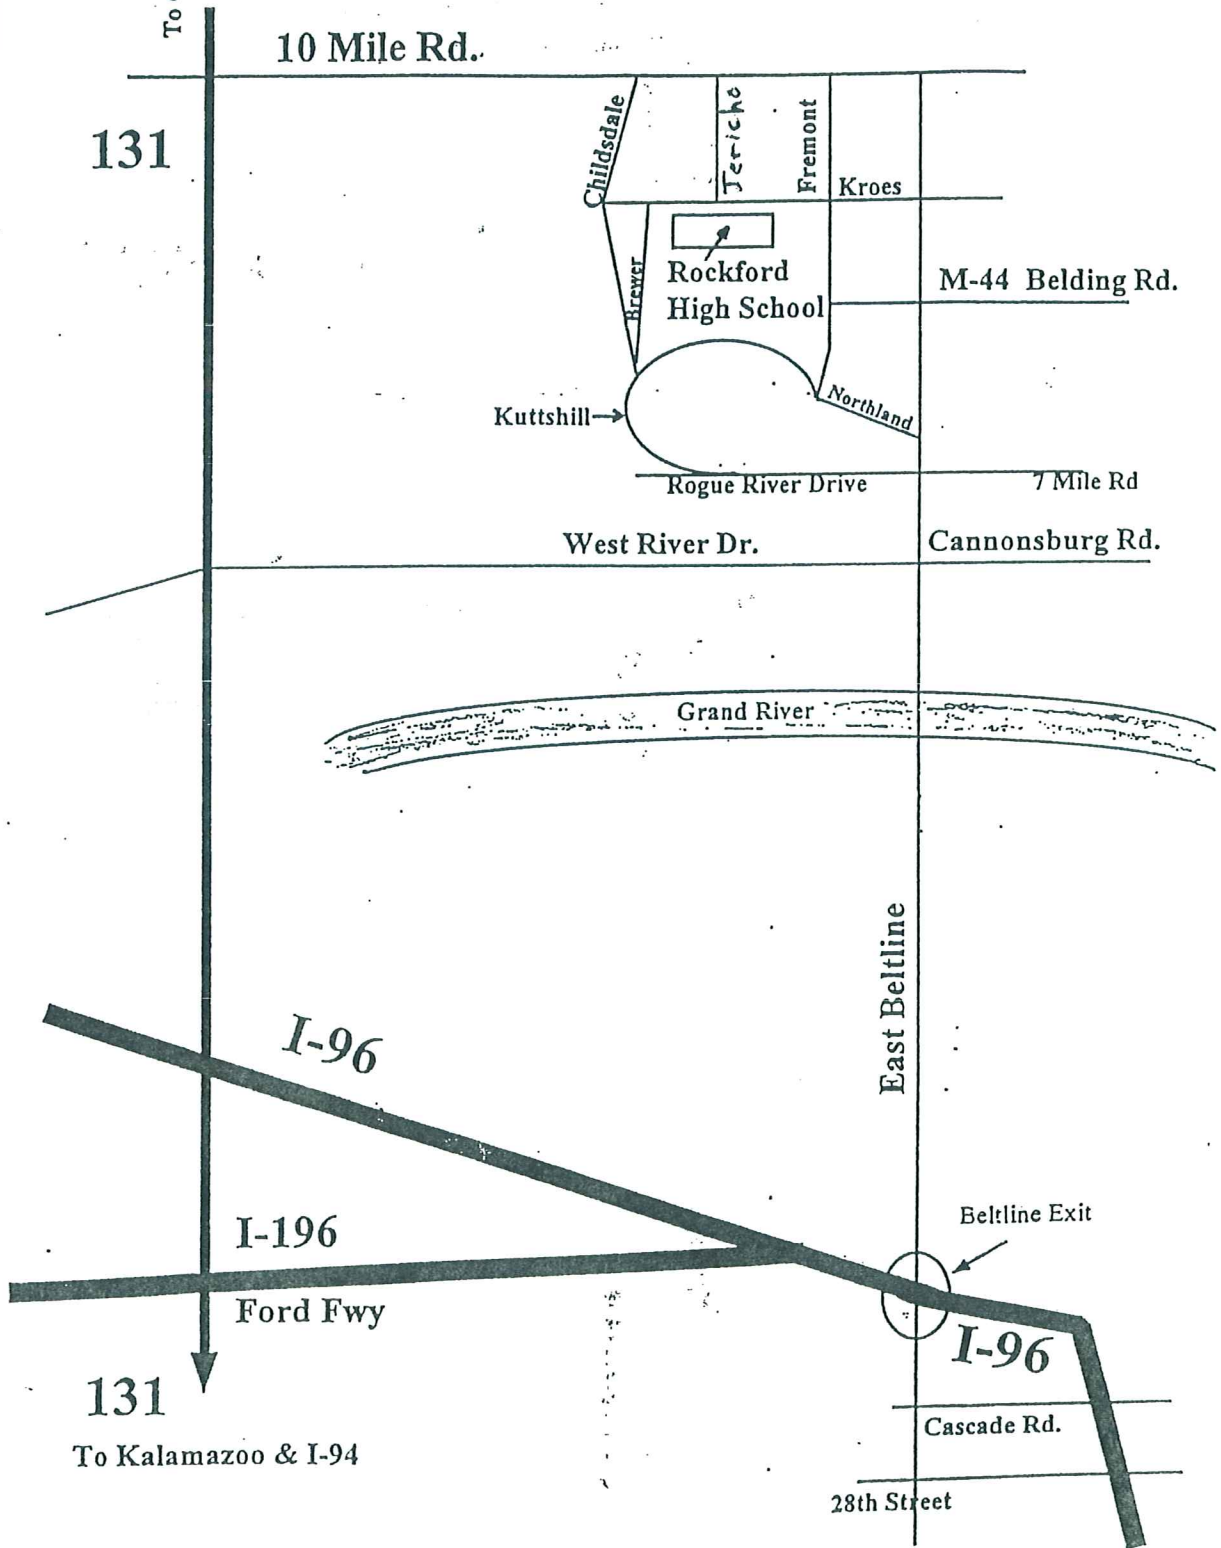 To
10 Mile Rd.
131
Childsdale
Jericho
Fremont
Kroes
Brewer
Rockford
High School
M-44 Belding Rd.
Kuttshill
Northland
Rogue River Drive
7 Mile Rd
West River Dr.
Cannonsburg Rd.
Grand River
East Beltline
I-96
I-196
Ford Fwy
Beltline Exit
I-96
131
To Kalamazoo & I-94
Cascade Rd.
28th Street